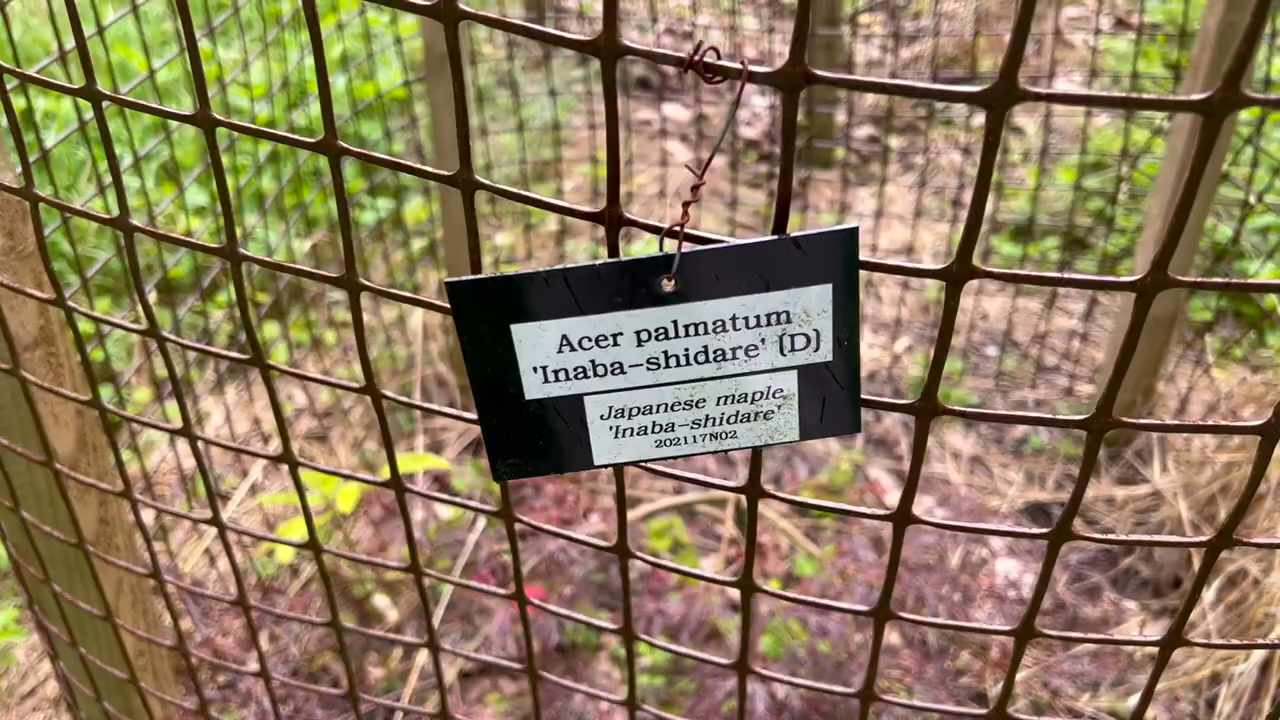 Acer palmatum
'Inaba-shidare' (D)
Japanese maple
'Inaba-shidare'
202117N02